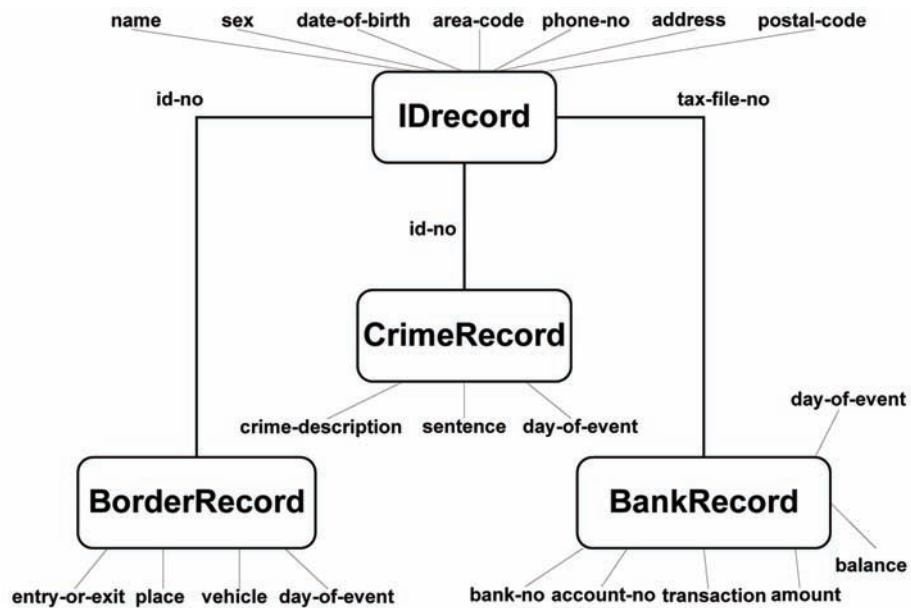 name sex date-of-birth area-code phone-no address postal-code
id-no IDrecord tax-file-no
id-no
CrimeRecord
crime-description sentence day-of-event
day-of-event
BorderRecord BankRecord
balance
entry-or-exit place vehicle day-of-event bank-no account-no transaction amount